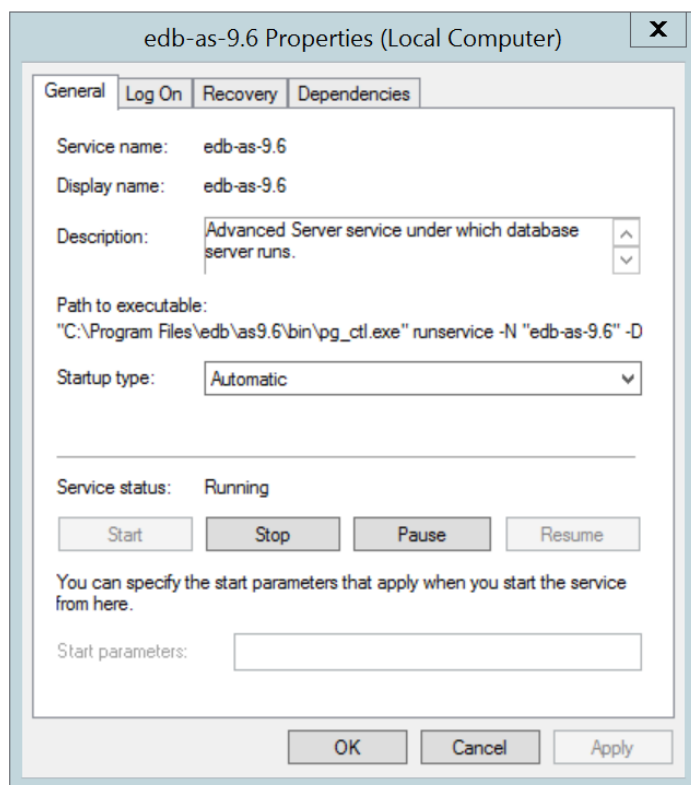 edb-as-9.6 Properties (Local Computer)
X
General Log On Recovery Dependencies
Service name: edb-as-9.6
Display name: edb-as-9.6
Description: Advanced Server service under which database
server runs.
Path to executable:
"C:\Program Files\edb\as9.6\bin\pg_ctl.exe" runservice -N "edb-as-9.6" -D
Startup type: Automatic
Service status: Running
Start Stop Pause Resume
You can specify the start parameters that apply when you start the service
from here.
Start parameters:
OK Cancel Apply